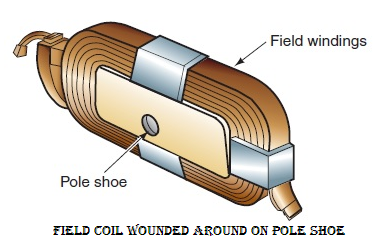 Field windings
Pole shoe
FIELD COIL WOUNDED AROUND ON POLE SHOE